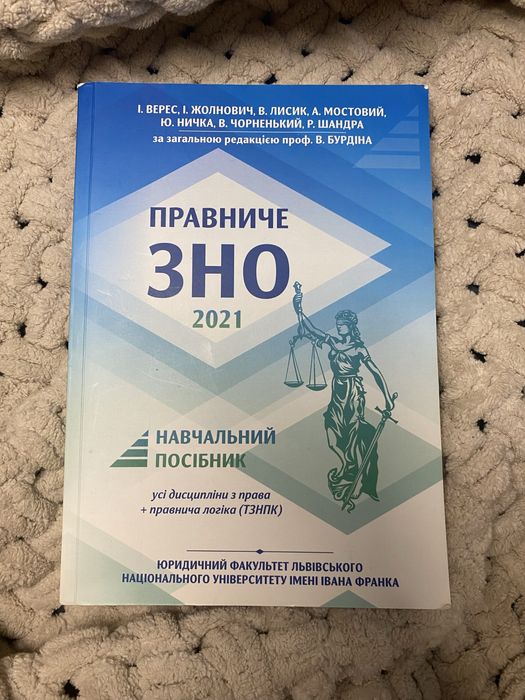 І. ВЕРЕС, І. ЖОЛНОВИЧ, В. ЛИСИК, А. МОСТОВИЙ,
Ю. НИЧКА, В. ЧОРНЕНЬКИЙ, Р. ШАНДРА
за загальною редакцією проф. В. БУРДІНА
ПРАВНИЧЕ
ЗНО
2021
НАВЧАЛЬНИЙ
ПОСІБНИК
усі дисципліни з права
+ правнича логіка (ТЗНПК)
ЮРИДИЧНИЙ ФАКУЛЬТЕТ ЛЬВІВСЬКОГО
НАЦІОНАЛЬНОГО УНІВЕРСИТЕТУ ІМЕНІ ІВАНА ФРАНКА